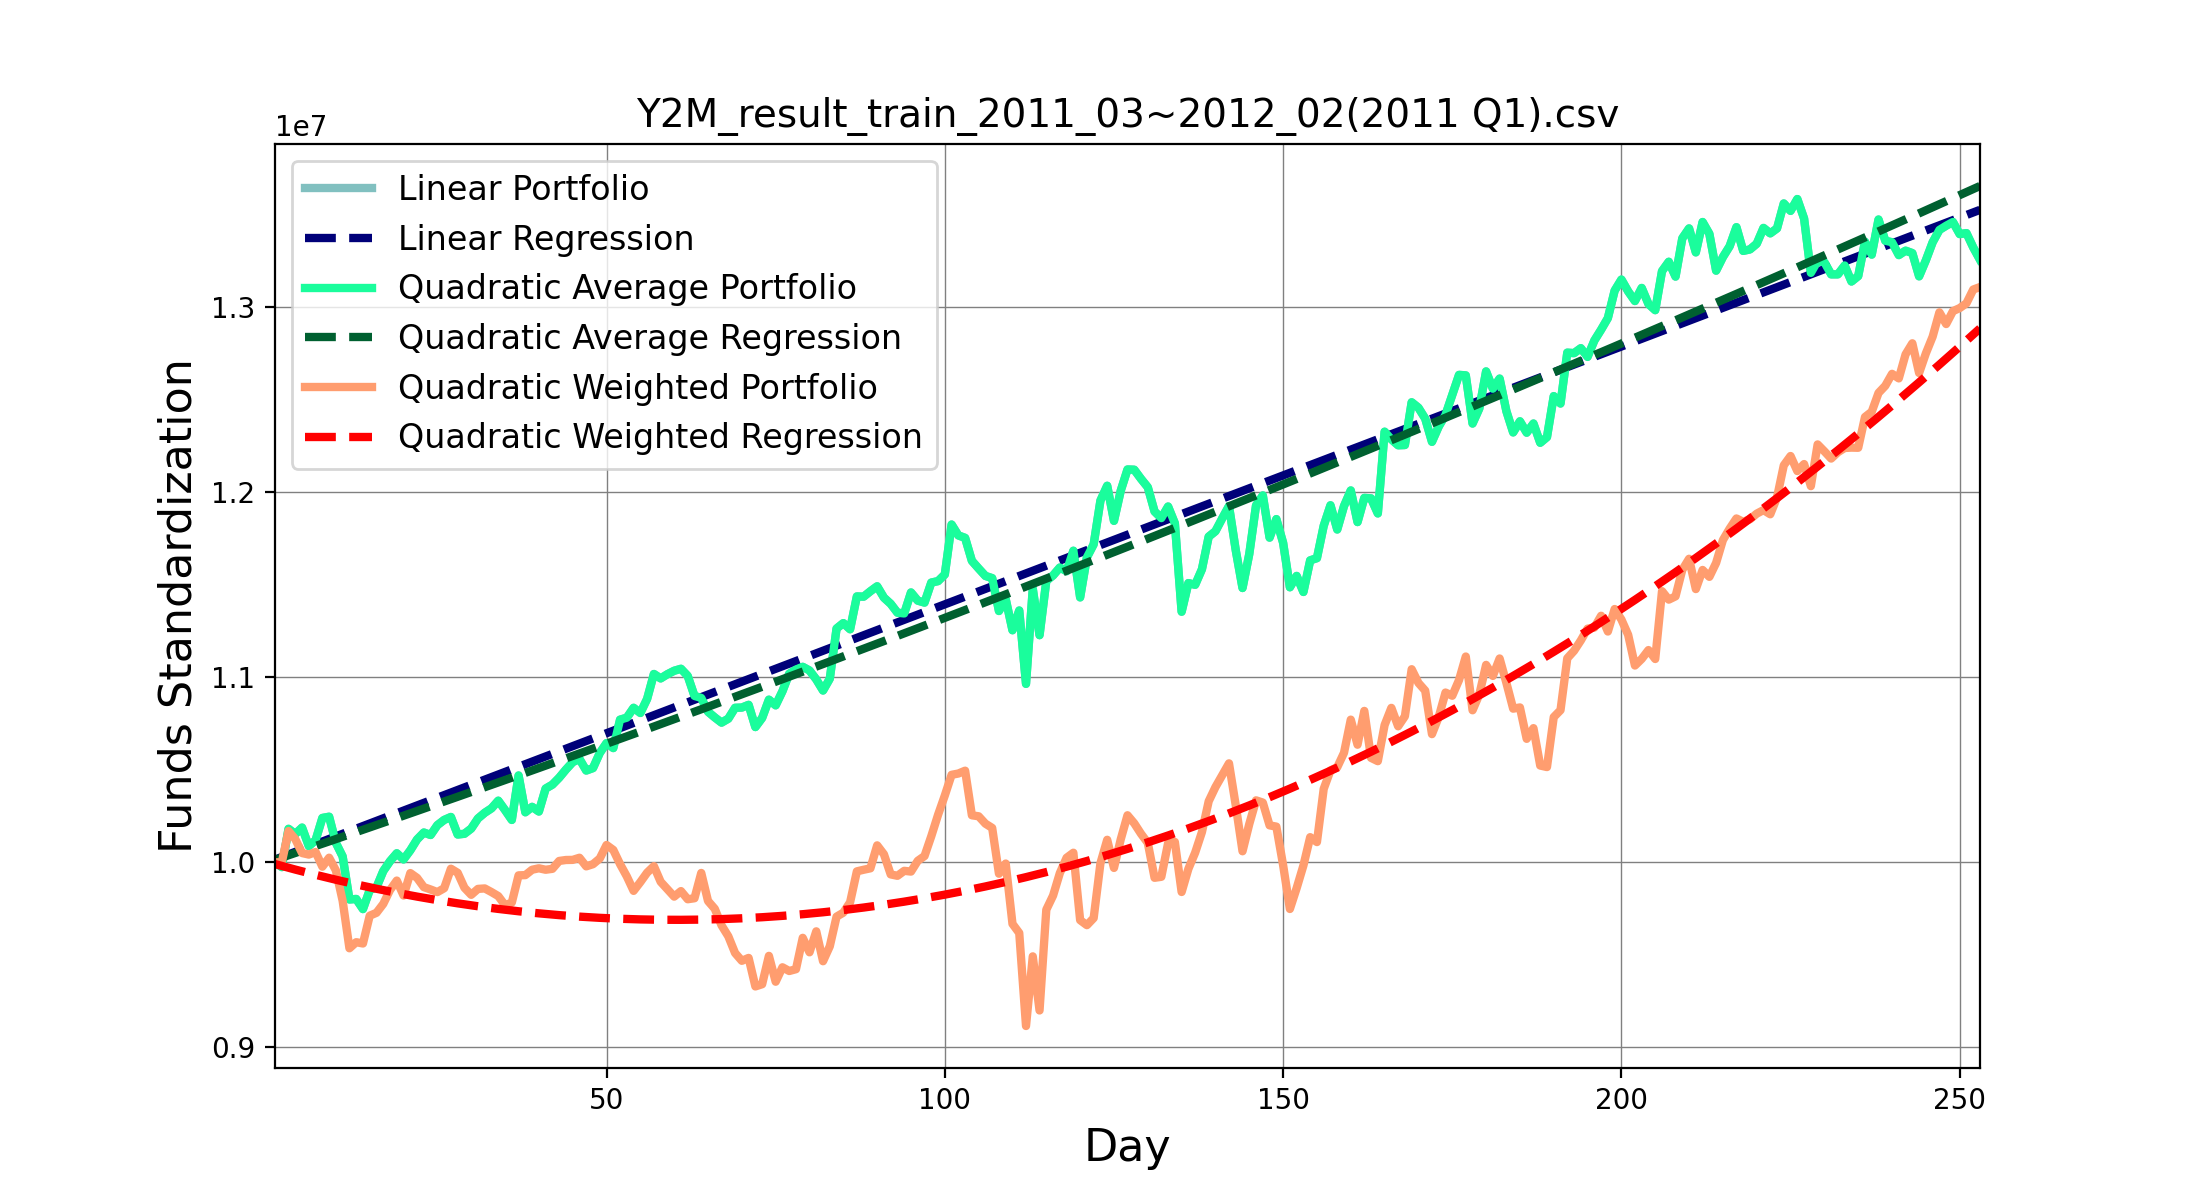 Y2M_result_train_2011_03~2012_02(2011 Q1).csv
1e7
Linear Portfolio
Linear Regression
Quadratic Average Portfolio
Quadratic Average Regression
Quadratic Weighted Portfolio
Quadratic Weighted Regression
Funds Standardization
1.3
1.2
1.1
1.0
0.9
50 100 150 200 250
Day